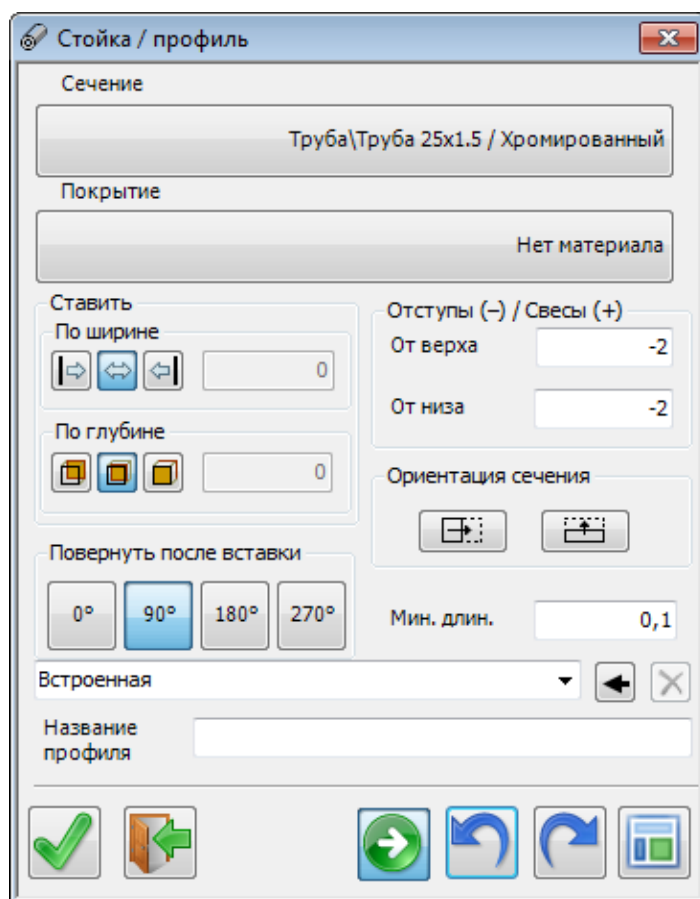 Стойка / профиль
Сечение
Труба\Труба 25x1.5 / Хромированный
Покрытие
Нет материала
Ставить
По ширине
0
По глубине
0
Отступы (–) / Свесы (+)
От верха
-2
От низа
-2
Ориентация сечения
Повернуть после вставки
0° 90° 180° 270°
Мин. длин.
0,1
Встроенная
Название
профиля